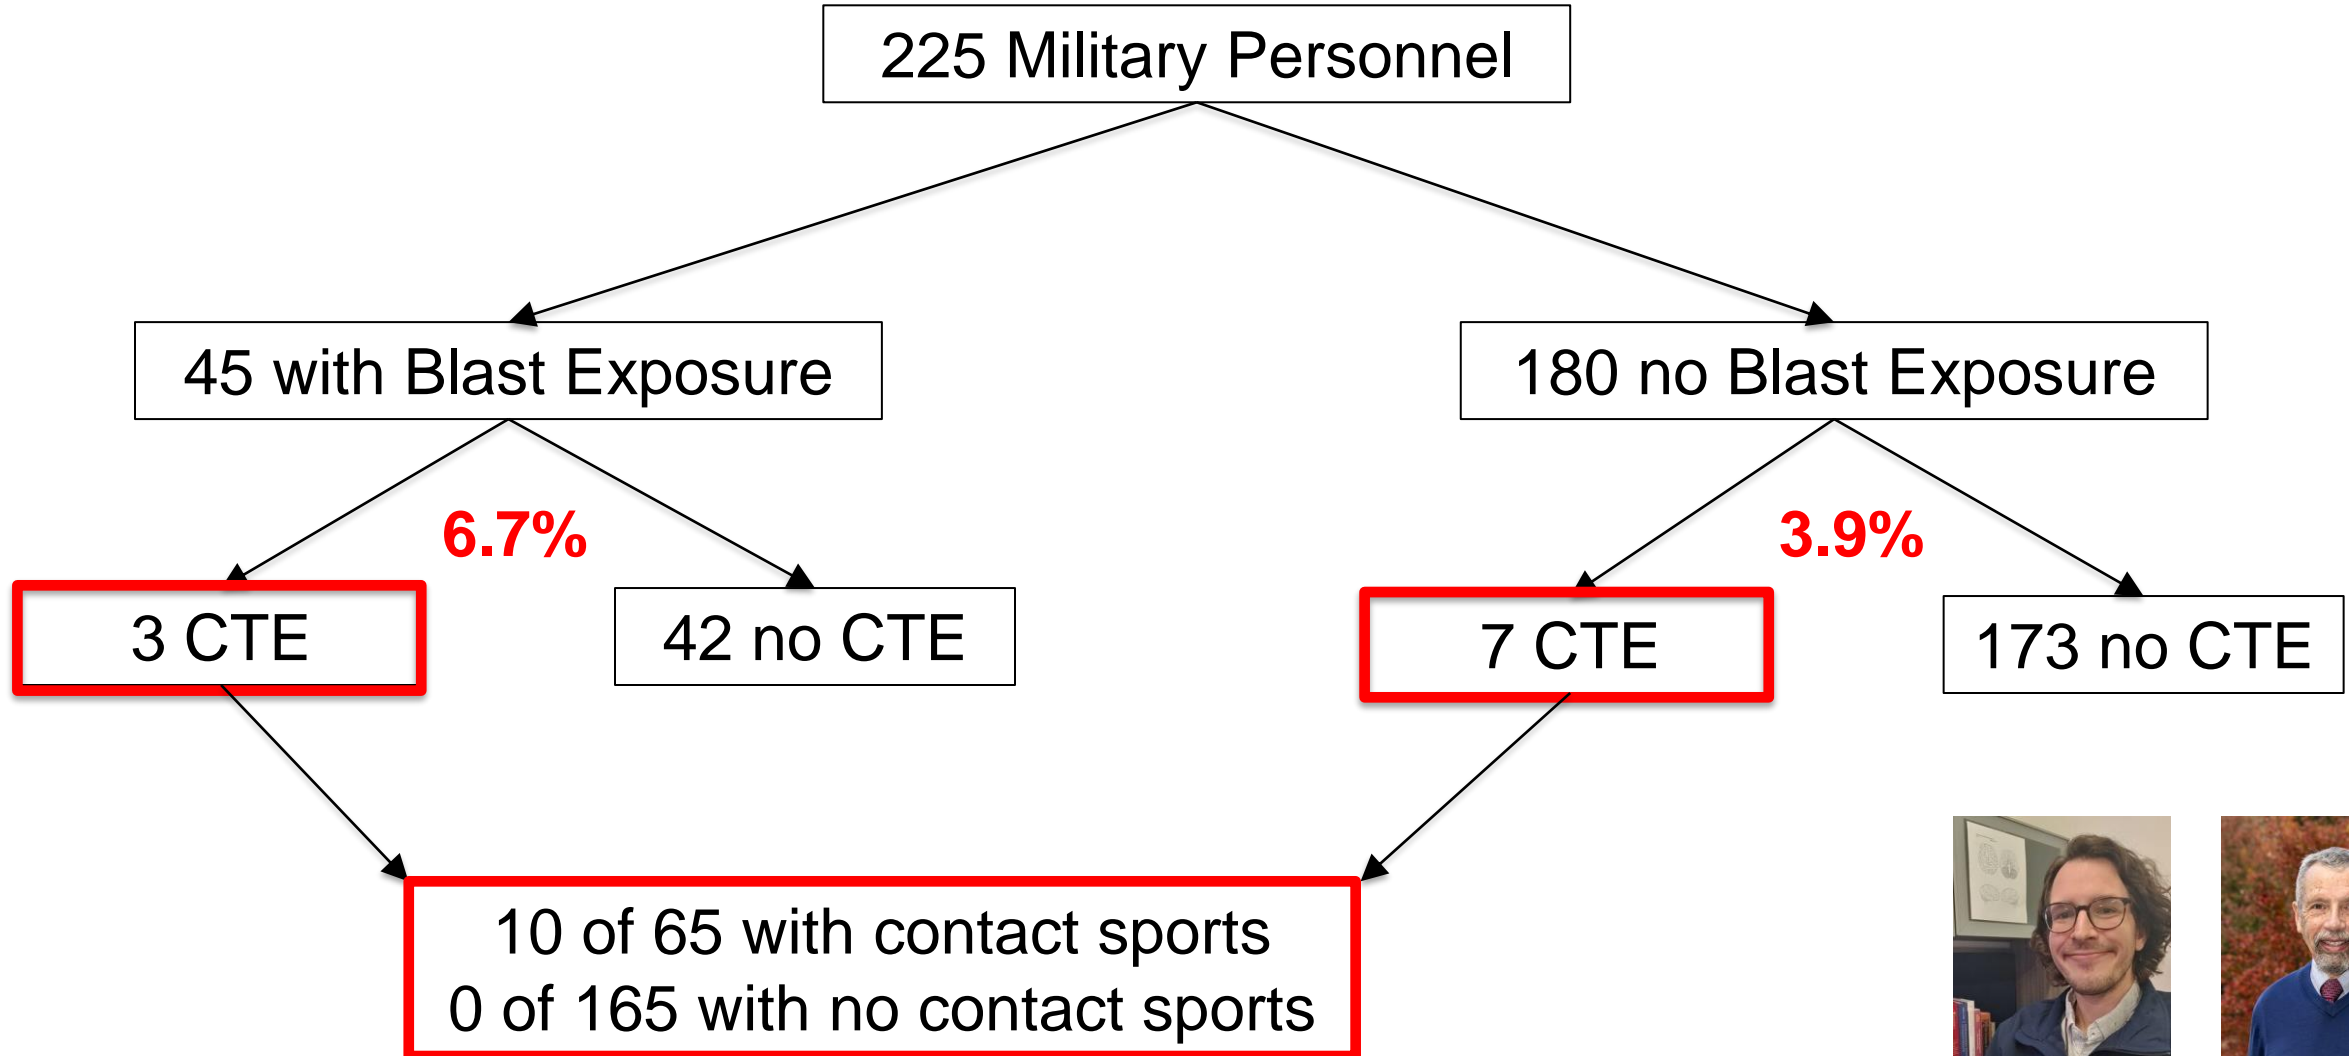 225 Military Personnel
45 with Blast Exposure
180 no Blast Exposure
6.7%
3.9%
3 CTE
42 no CTE
7 CTE
173 no CTE
10 of 65 with contact sports
0 of 165 with no contact sports